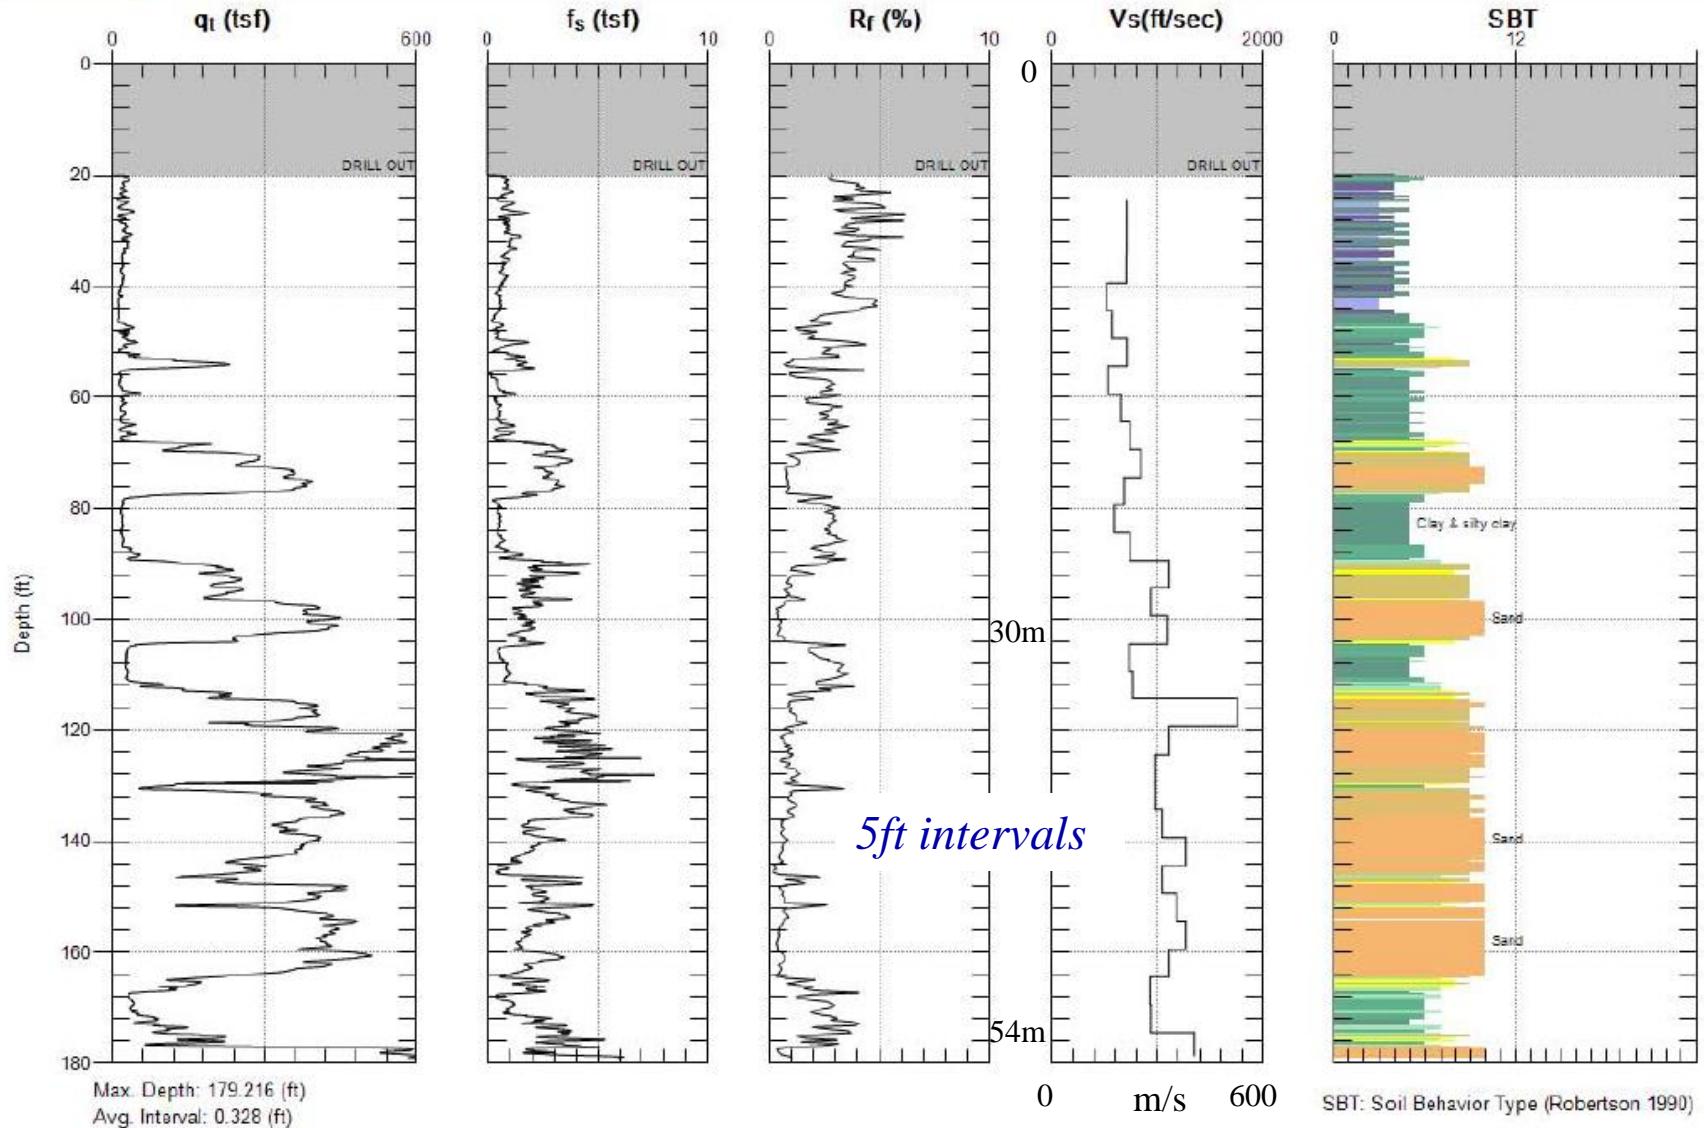 qt (tsf) fs (tsf) Rf (%) Vs(ft/sec) SBT
0 600 0 10 0 10 0 2000 0 12
0 0
DRILL OUT DRILL OUT DRILL OUT DRILL OUT
20
40
60
80
Clay & silty clay
Depth (ft)
100 Sand
30m
120
5ft intervals
140 Sand
160 Sand
54m
180
Max. Depth: 179.216 (ft)
Avg. Interval: 0.328 (ft)
0 m/s 600
SBT: Soil Behavior Type (Robertson 1990)